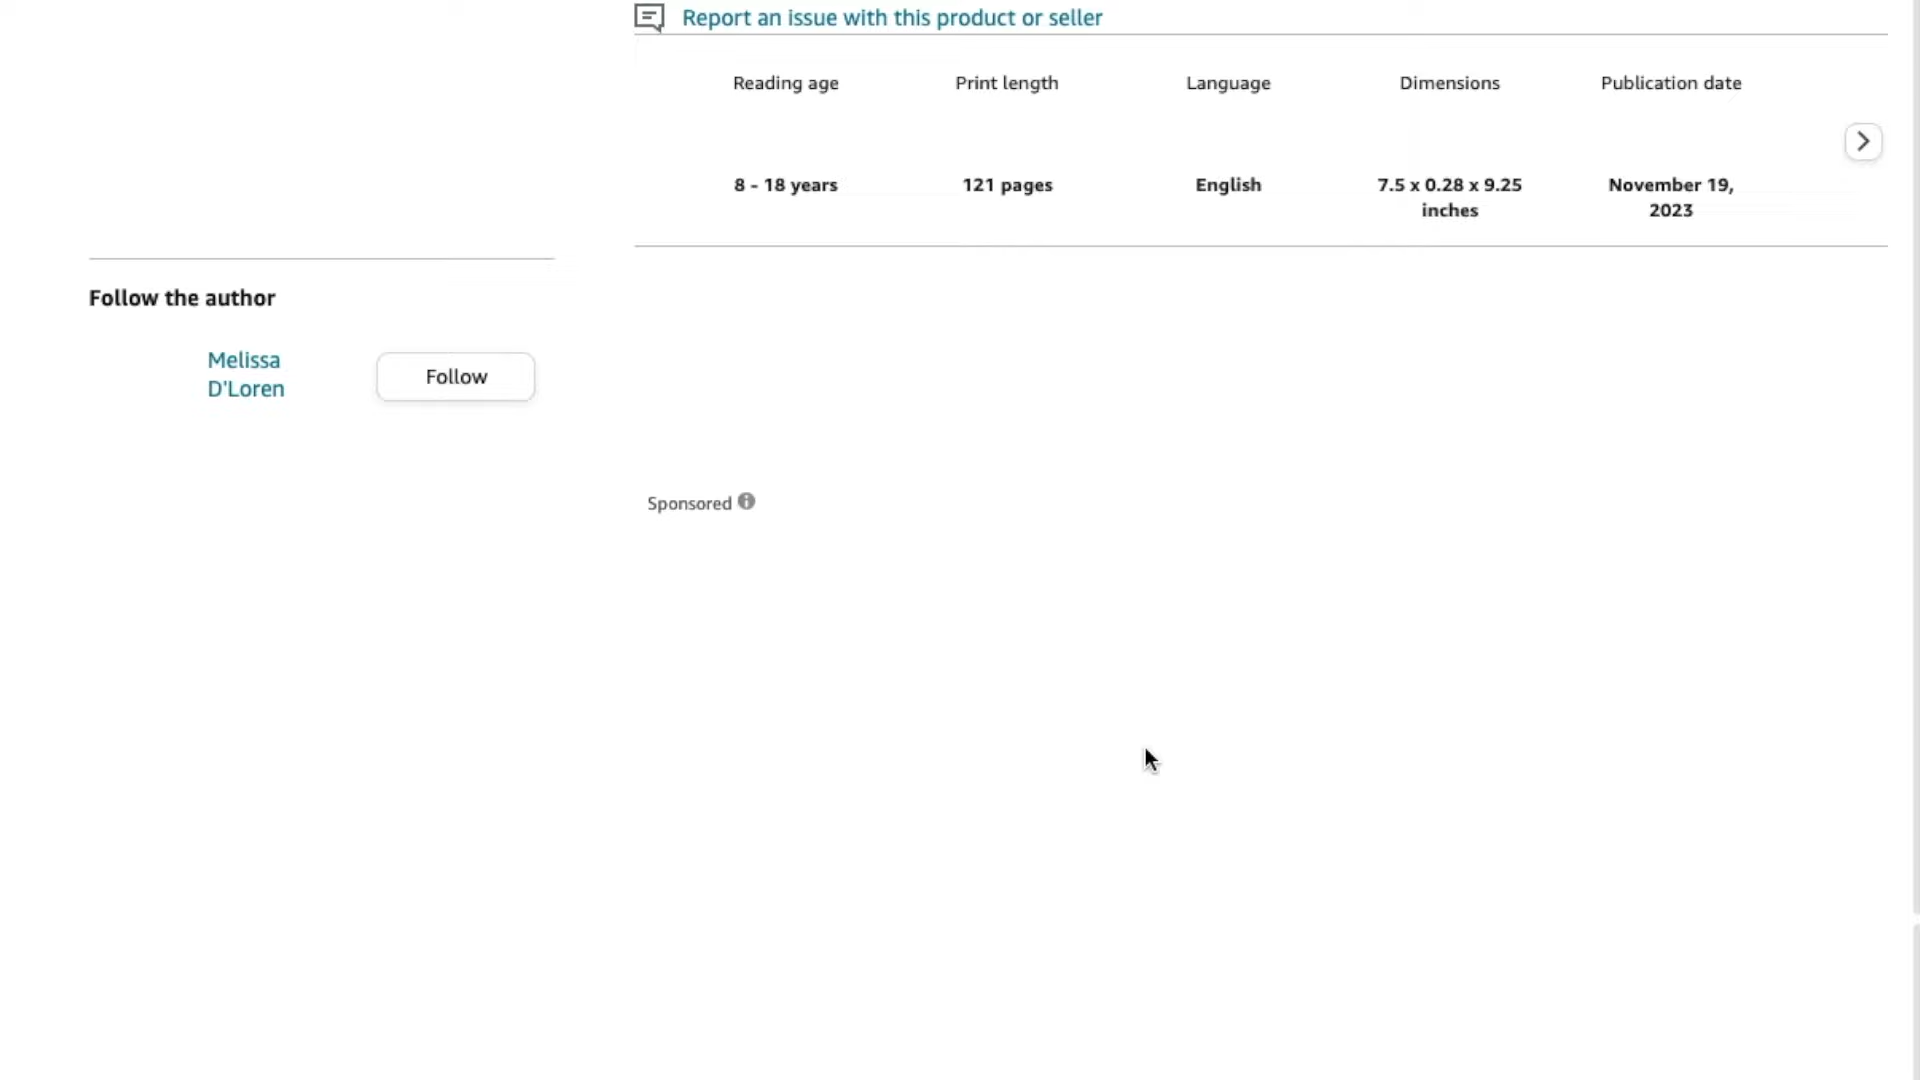 Report an issue with this product or seller
Reading age
Print length
Language
Dimensions
Publication date
8 - 18 years
121 pages
English
7.5 x 0.28 x 9.25
inches
November 19,
2023
Follow the author
Melissa
D'Loren
Follow
Sponsored